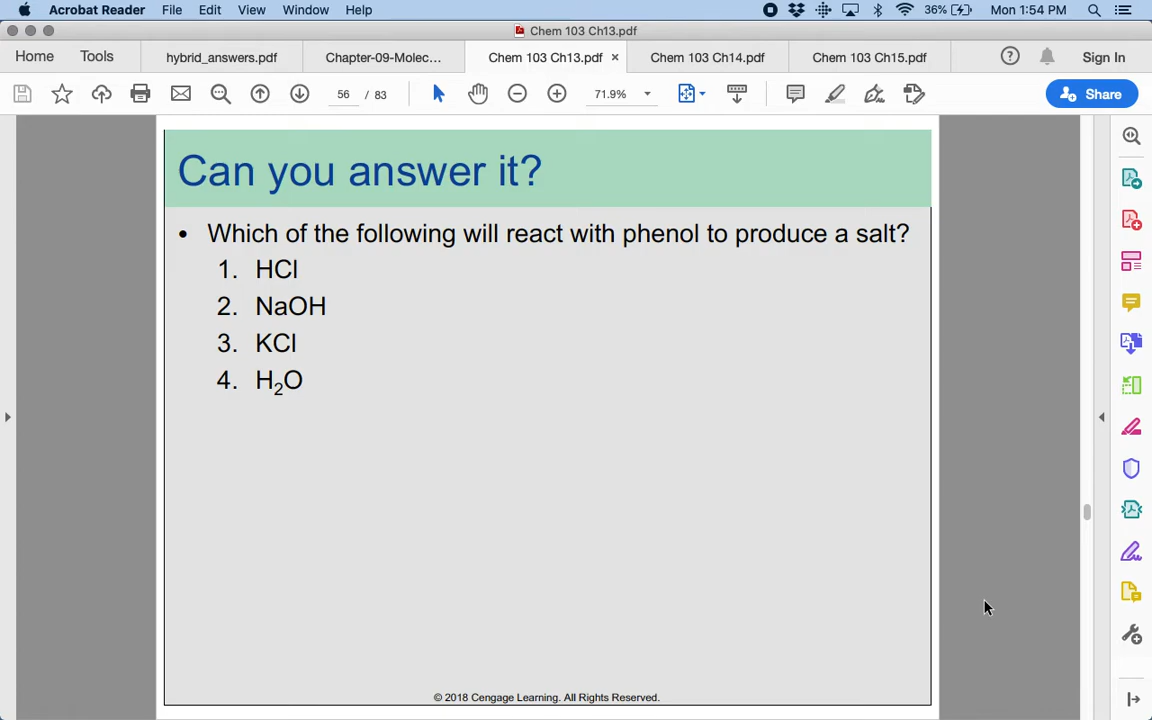 Acrobat Reader File Edit View Window Help 36% Mon 1:54 PM
Chem 103 Ch13.pdf
Home Tools hybrid_answers.pdf Chapter-09-Molec... Chem 103 Ch13.pdf × Chem 103 Ch14.pdf Chem 103 Ch15.pdf Sign In
56 / 83 71.9% Share
Can you answer it?
• Which of the following will react with phenol to produce a salt?
1. HCl
2. NaOH
3. KCl
4. H₂O
© 2018 Cengage Learning. All Rights Reserved.